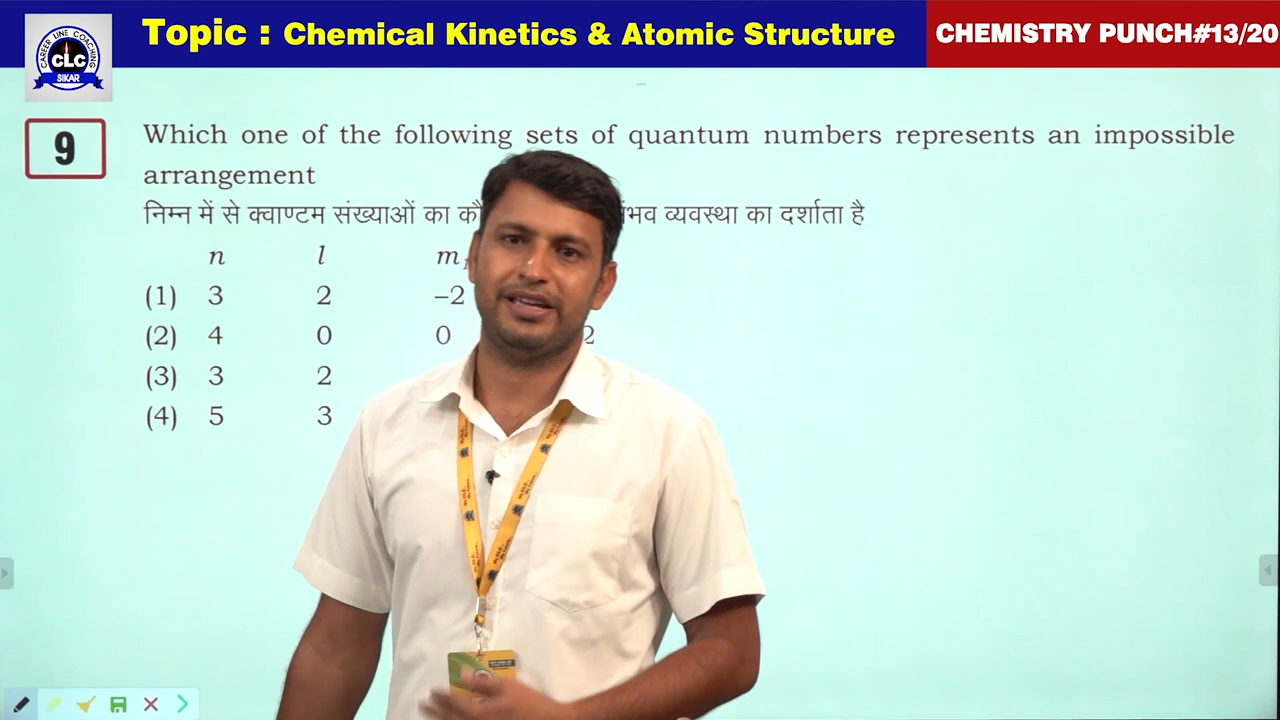 Topic : Chemical Kinetics & Atomic Structure
CHEMISTRY PUNCH#13/20
CAREER LINE COACHING
CLC
SIKAR
9
Which one of the following sets of quantum numbers represents an impossible
arrangement
निम्न में से क्वाण्टम संख्याओं का व्यवस्था का दर्शाता है
n l m
(1) 3 2 –2
(2) 4 0 0 2
(3) 3 2
(4) 5 3